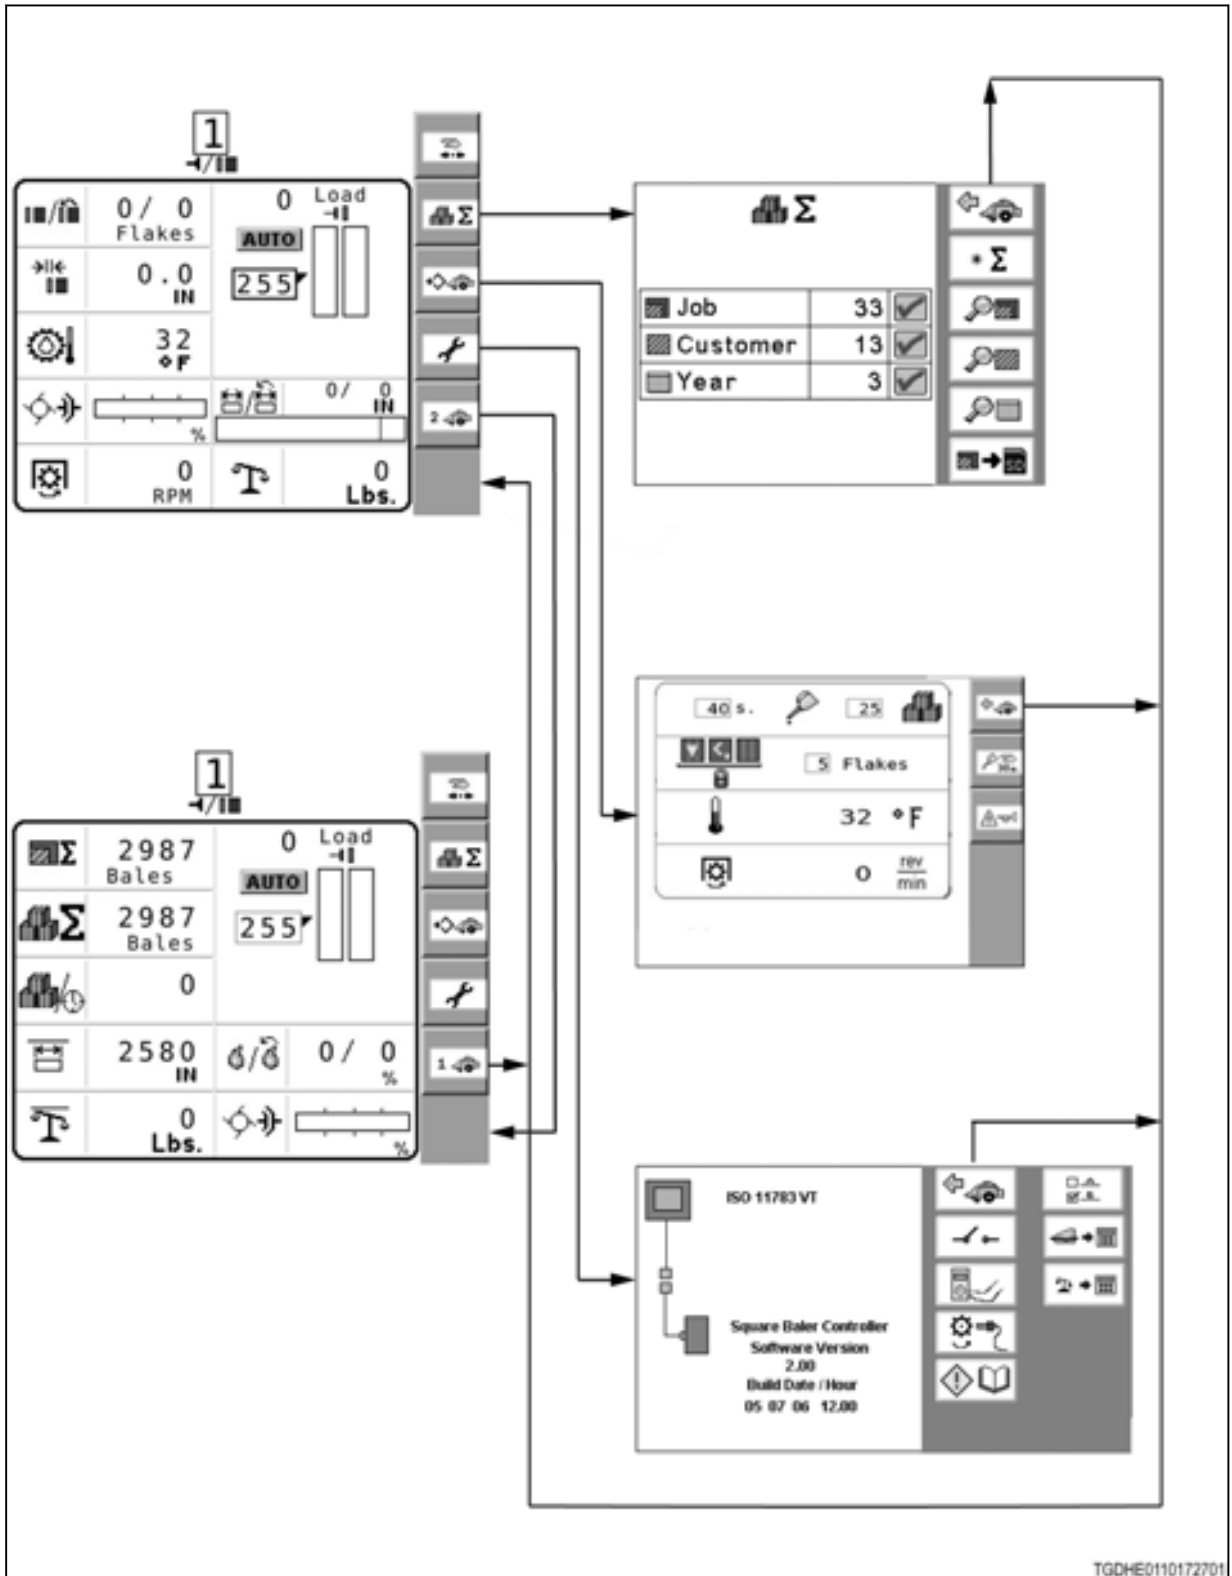 1
0 / 0
Flakes
0.0
IN
32
°F
%
0
RPM
0
Load
AUTO
255
0/ 0
IN
0
Lbs.
2
Job 33
Customer 13
Year 3
SD
40 s. 25
5 Flakes
32 °F
0 rev
min
1
2987
Bales
2987
Bales
0
2580
IN
0
Lbs.
0
Load
AUTO
255
0 / 0
%
%
1
ISO 11783 VT
Square Baler Controller
Software Version
2.00
Build Date / Hour
05 07 06 12.00
TGDHE0110172701